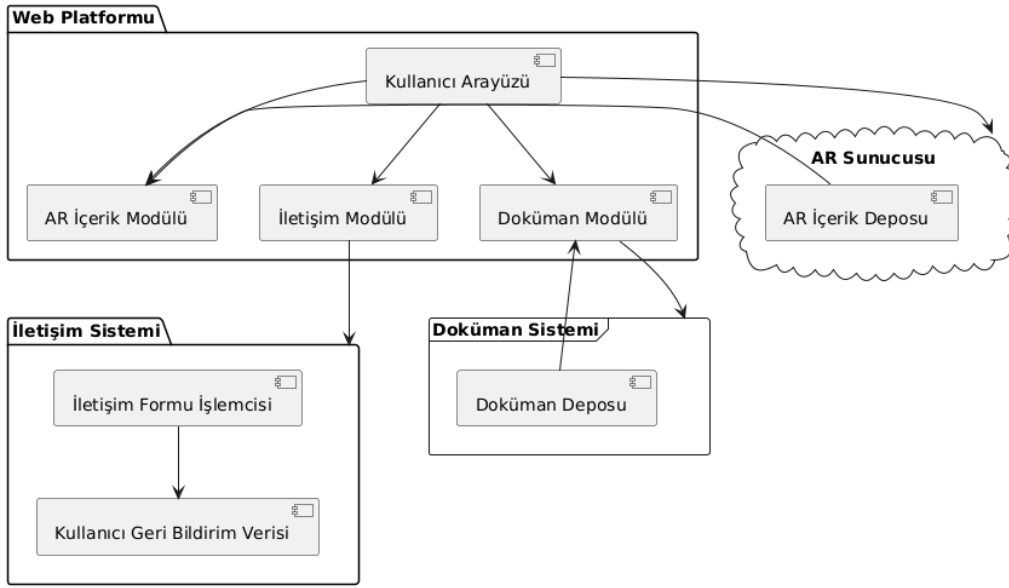 Web Platformu
Kullanıcı Arayüzü
AR Sunucusu
AR İçerik Modülü
İletişim Modülü
Doküman Modülü
AR İçerik Deposu
İletişim Sistemi
Doküman Sistemi
İletişim Formu İşlemcisi
Doküman Deposu
Kullanıcı Geri Bildirim Verisi